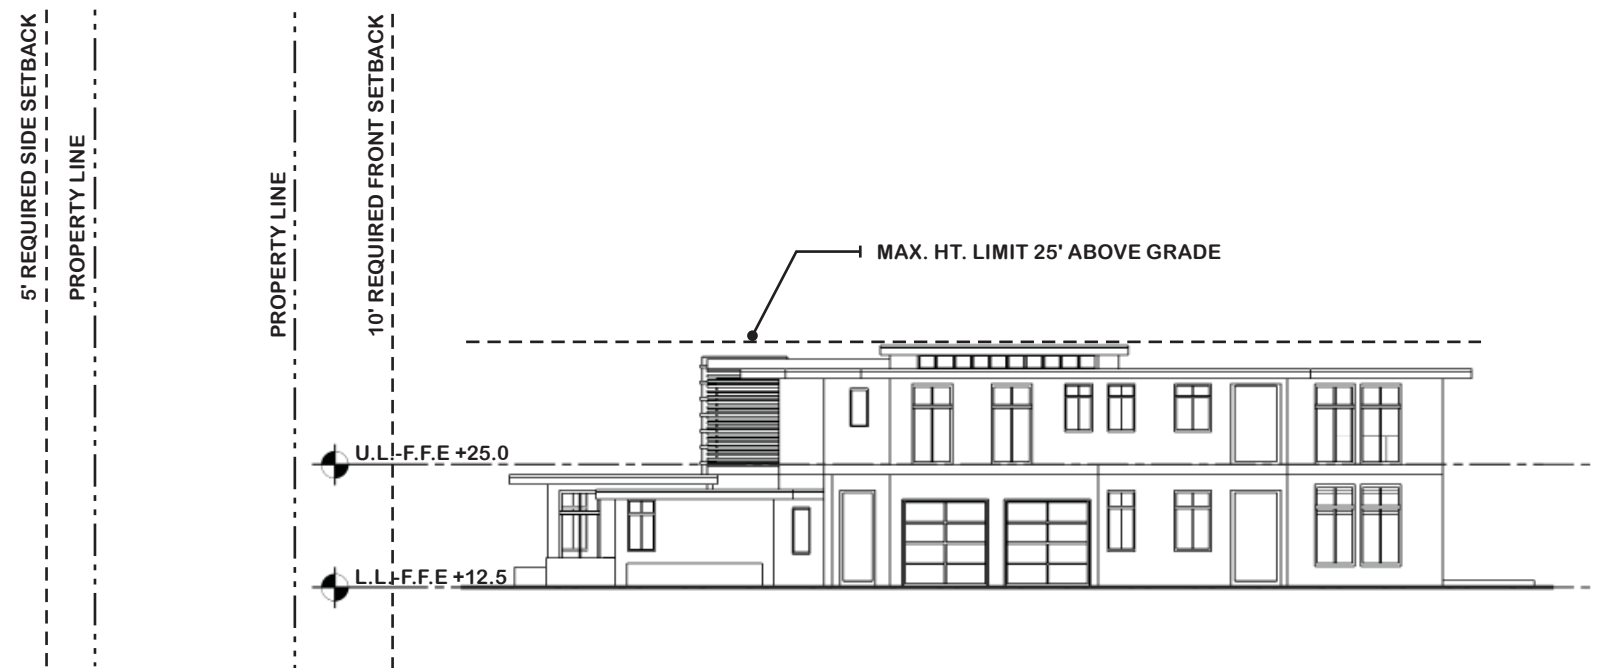 5' REQUIRED SIDE SETBACK
PROPERTY LINE
PROPERTY LINE
10' REQUIRED FRONT SETBACK
MAX. HT. LIMIT 25' ABOVE GRADE
U.L.-F.F.E +25.0
L.L.-F.F.E +12.5